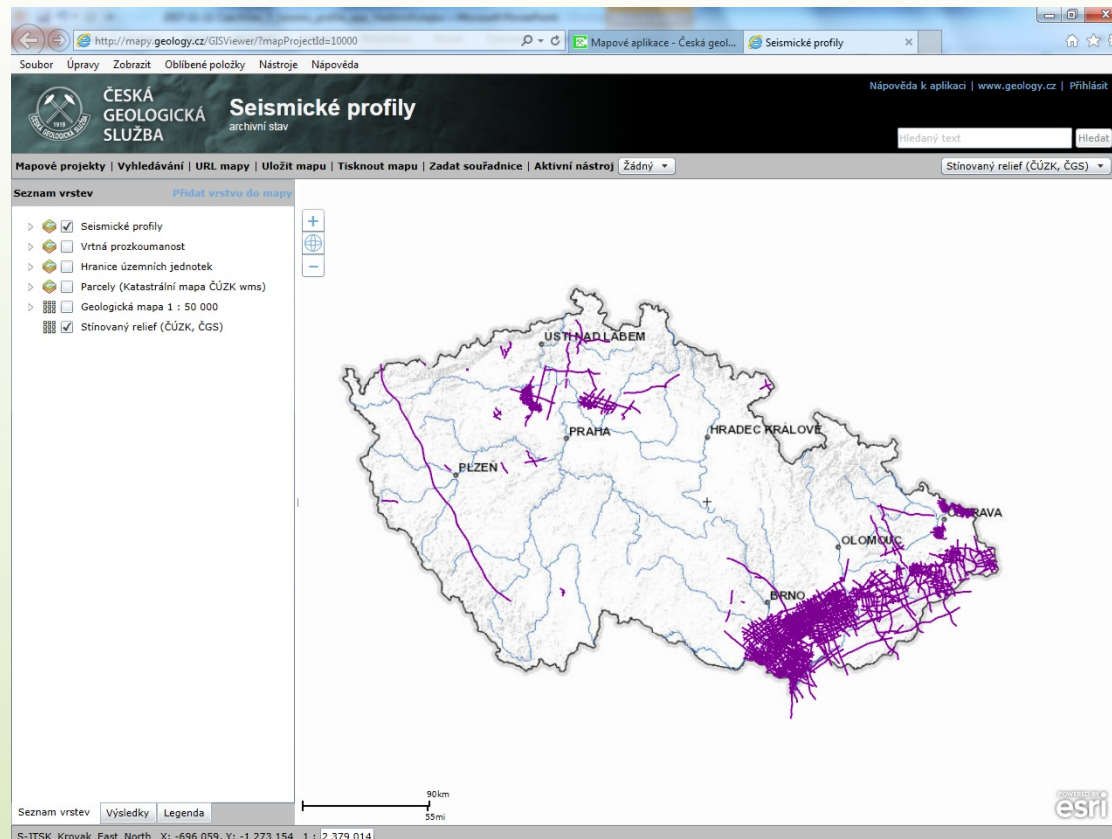 http://mapy.geology.cz/GISViewer/?mapProjectId=10000
Mapové aplikace - Česká geol...
Seismické profily
Soubor Úpravy Zobrazit Oblíbené položky Nástroje Nápověda
ČESKÁ
GEOLOGICKÁ
SLUŽBA
Seismické profily
archivní stav
Nápověda k aplikaci | www.geology.cz | Přihlásit
Hledaný text
Hledat
Mapové projekty | Vyhledávání | URL mapy | Uložit mapu | Tisknout mapu | Zadat souřadnice | Aktivní nástroj Žádný
Stínovaný relief (ČÚZK, ČGS)
Seznam vrstev Přidat vrstvu do mapy
Seismické profily
Vrtná prozkoumanost
Hranice územních jednotek
Parcely (Katastrální mapa ČÚZK wms)
Geologická mapa 1 : 50 000
Stínovaný relief (ČÚZK, ČGS)
ÚSTÍ NAD LABEM
PRAHA
HRADEC KRÁLOVÉ
PLZEŇ
OSTRAVA
OLOMOUC
BRNO
90km
55mi
POWERED BY
esri
Seznam vrstev Výsledky Legenda
S-JTSK_Krovak_East_North X: -696 059, Y: -1 273 154 1 : 2 379 014